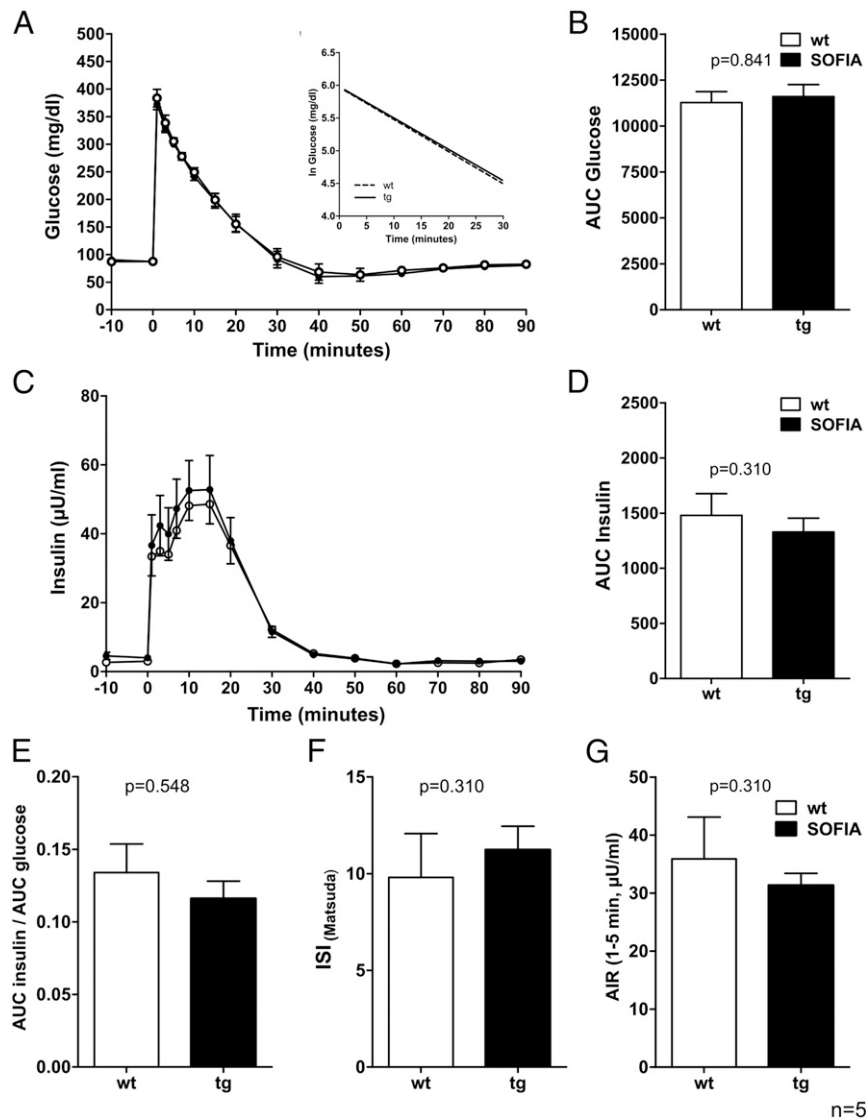 A
Glucose (mg/dl)
400
350
300
250
200
150
100
50
0
-10 0 10 20 30 40 50 60 70 80 90
Time (minutes)
ln Glucose (mg/dl)
6.5
6.0
5.5
5.0
4.5
4.0
wt
tg
0 5 10 15 20 25 30
Time (minutes)
B
wt
SOFIA
p=0.841
AUC Glucose
12500
10000
7500
5000
2500
0
wt tg
C
Insulin (µU/ml)
80
60
40
20
0
-10 0 10 20 30 40 50 60 70 80 90
Time (minutes)
D
wt
SOFIA
p=0.310
AUC Insulin
2500
2000
1500
1000
500
0
wt tg
E
p=0.548
AUC insulin / AUC glucose
0.20
0.15
0.10
0.05
0.00
wt tg
F
p=0.310
ISI (Matsuda)
15
10
5
0
wt tg
G
p=0.310
wt
SOFIA
AIR (1-5 min, µU/ml)
50
40
30
20
10
0
wt tg
n=5